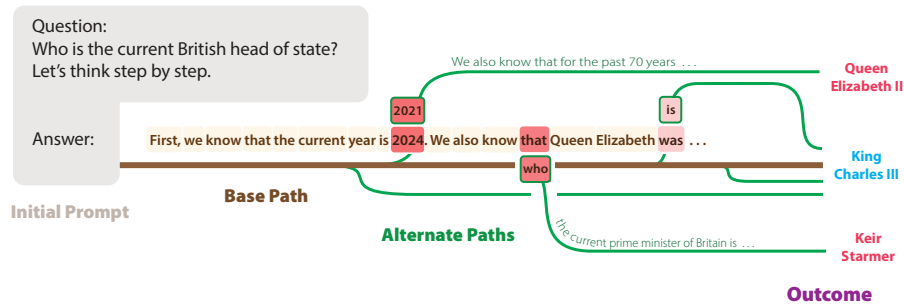 Question:
Who is the current British head of state?
Let's think step by step.
We also know that for the past 70 years ...
Queen
Elizabeth II
2021
is
Answer:
First, we know that the current year is 2024. We also know that Queen Elizabeth was ...
who
King
Charles III
Base Path
Initial Prompt
Alternate Paths
the current prime minister of Britain is ...
Keir
Starmer
Outcome